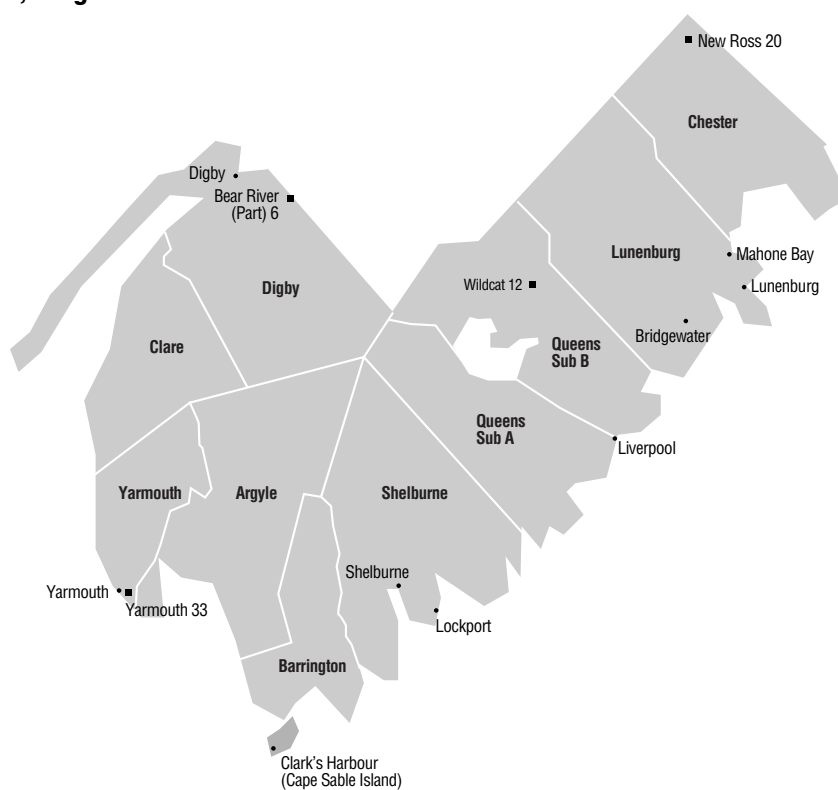 New Ross 20
Chester
Digby
Bear River
(Part) 6
Lunenburg
Mahone Bay
Digby
Wildcat 12
Lunenburg
Clare
Queens
Sub B
Bridgewater
Queens
Sub A
Liverpool
Yarmouth
Argyle
Shelburne
Shelburne
Yarmouth
Yarmouth 33
Lockport
Barrington
Clark's Harbour
(Cape Sable Island)